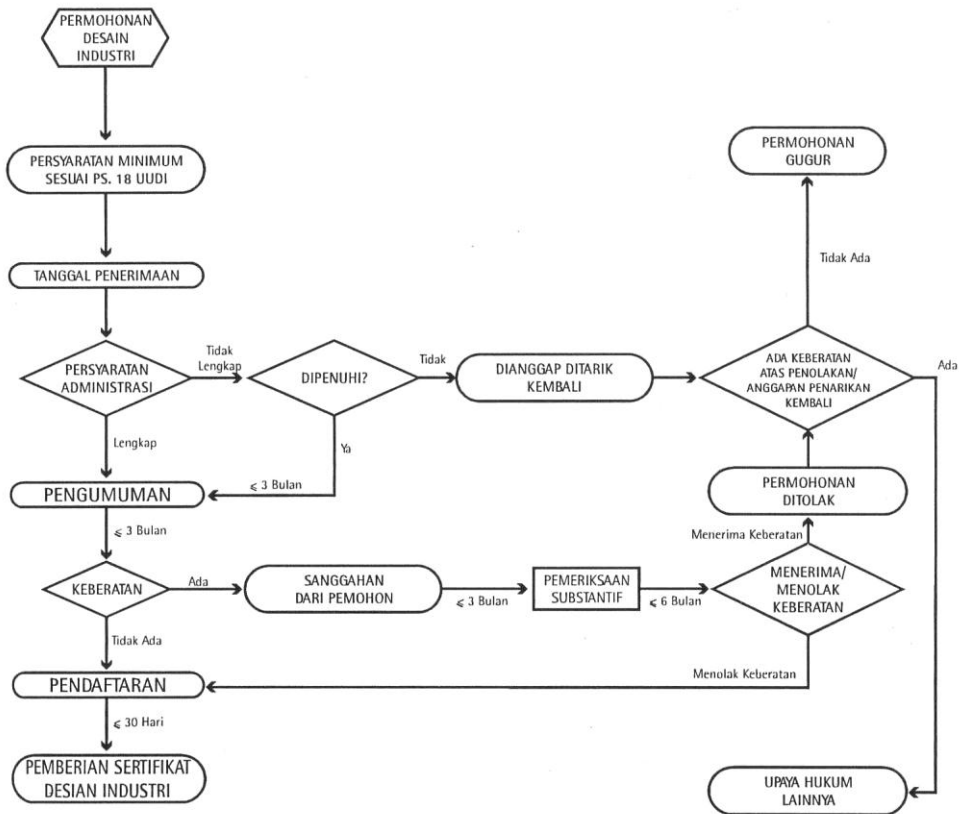 PERMOHONAN
DESAIN
INDUSTRI
PERSYARATAN MINIMUM
SESUAI PS. 18 UUDI
PERMOHONAN
GUGUR
TANGGAL PENERIMAAN
Tidak Ada
PERSYARATAN
ADMINISTRASI
Tidak
Lengkap
DIPENUHI?
Tidak
DIANGGAP DITARIK
KEMBALI
ADA KEBERATAN
ATAS PENOLAKAN/
ANGGAPAN PENARIKAN
KEMBALI
Ada
Lengkap
Ya
PENGUMUMAN
⩽ 3 Bulan
PERMOHONAN
DITOLAK
⩽ 3 Bulan
Menerima Keberatan
KEBERATAN
Ada
SANGGAHAN
DARI PEMOHON
⩽ 3 Bulan
PEMERIKSAAN
SUBSTANTIF
⩽ 6 Bulan
MENERIMA/
MENOLAK
KEBERATAN
Tidak Ada
PENDAFTARAN
Menolak Keberatan
⩽ 30 Hari
PEMBERIAN SERTIFIKAT
DESIAN INDUSTRI
UPAYA HUKUM
LAINNYA